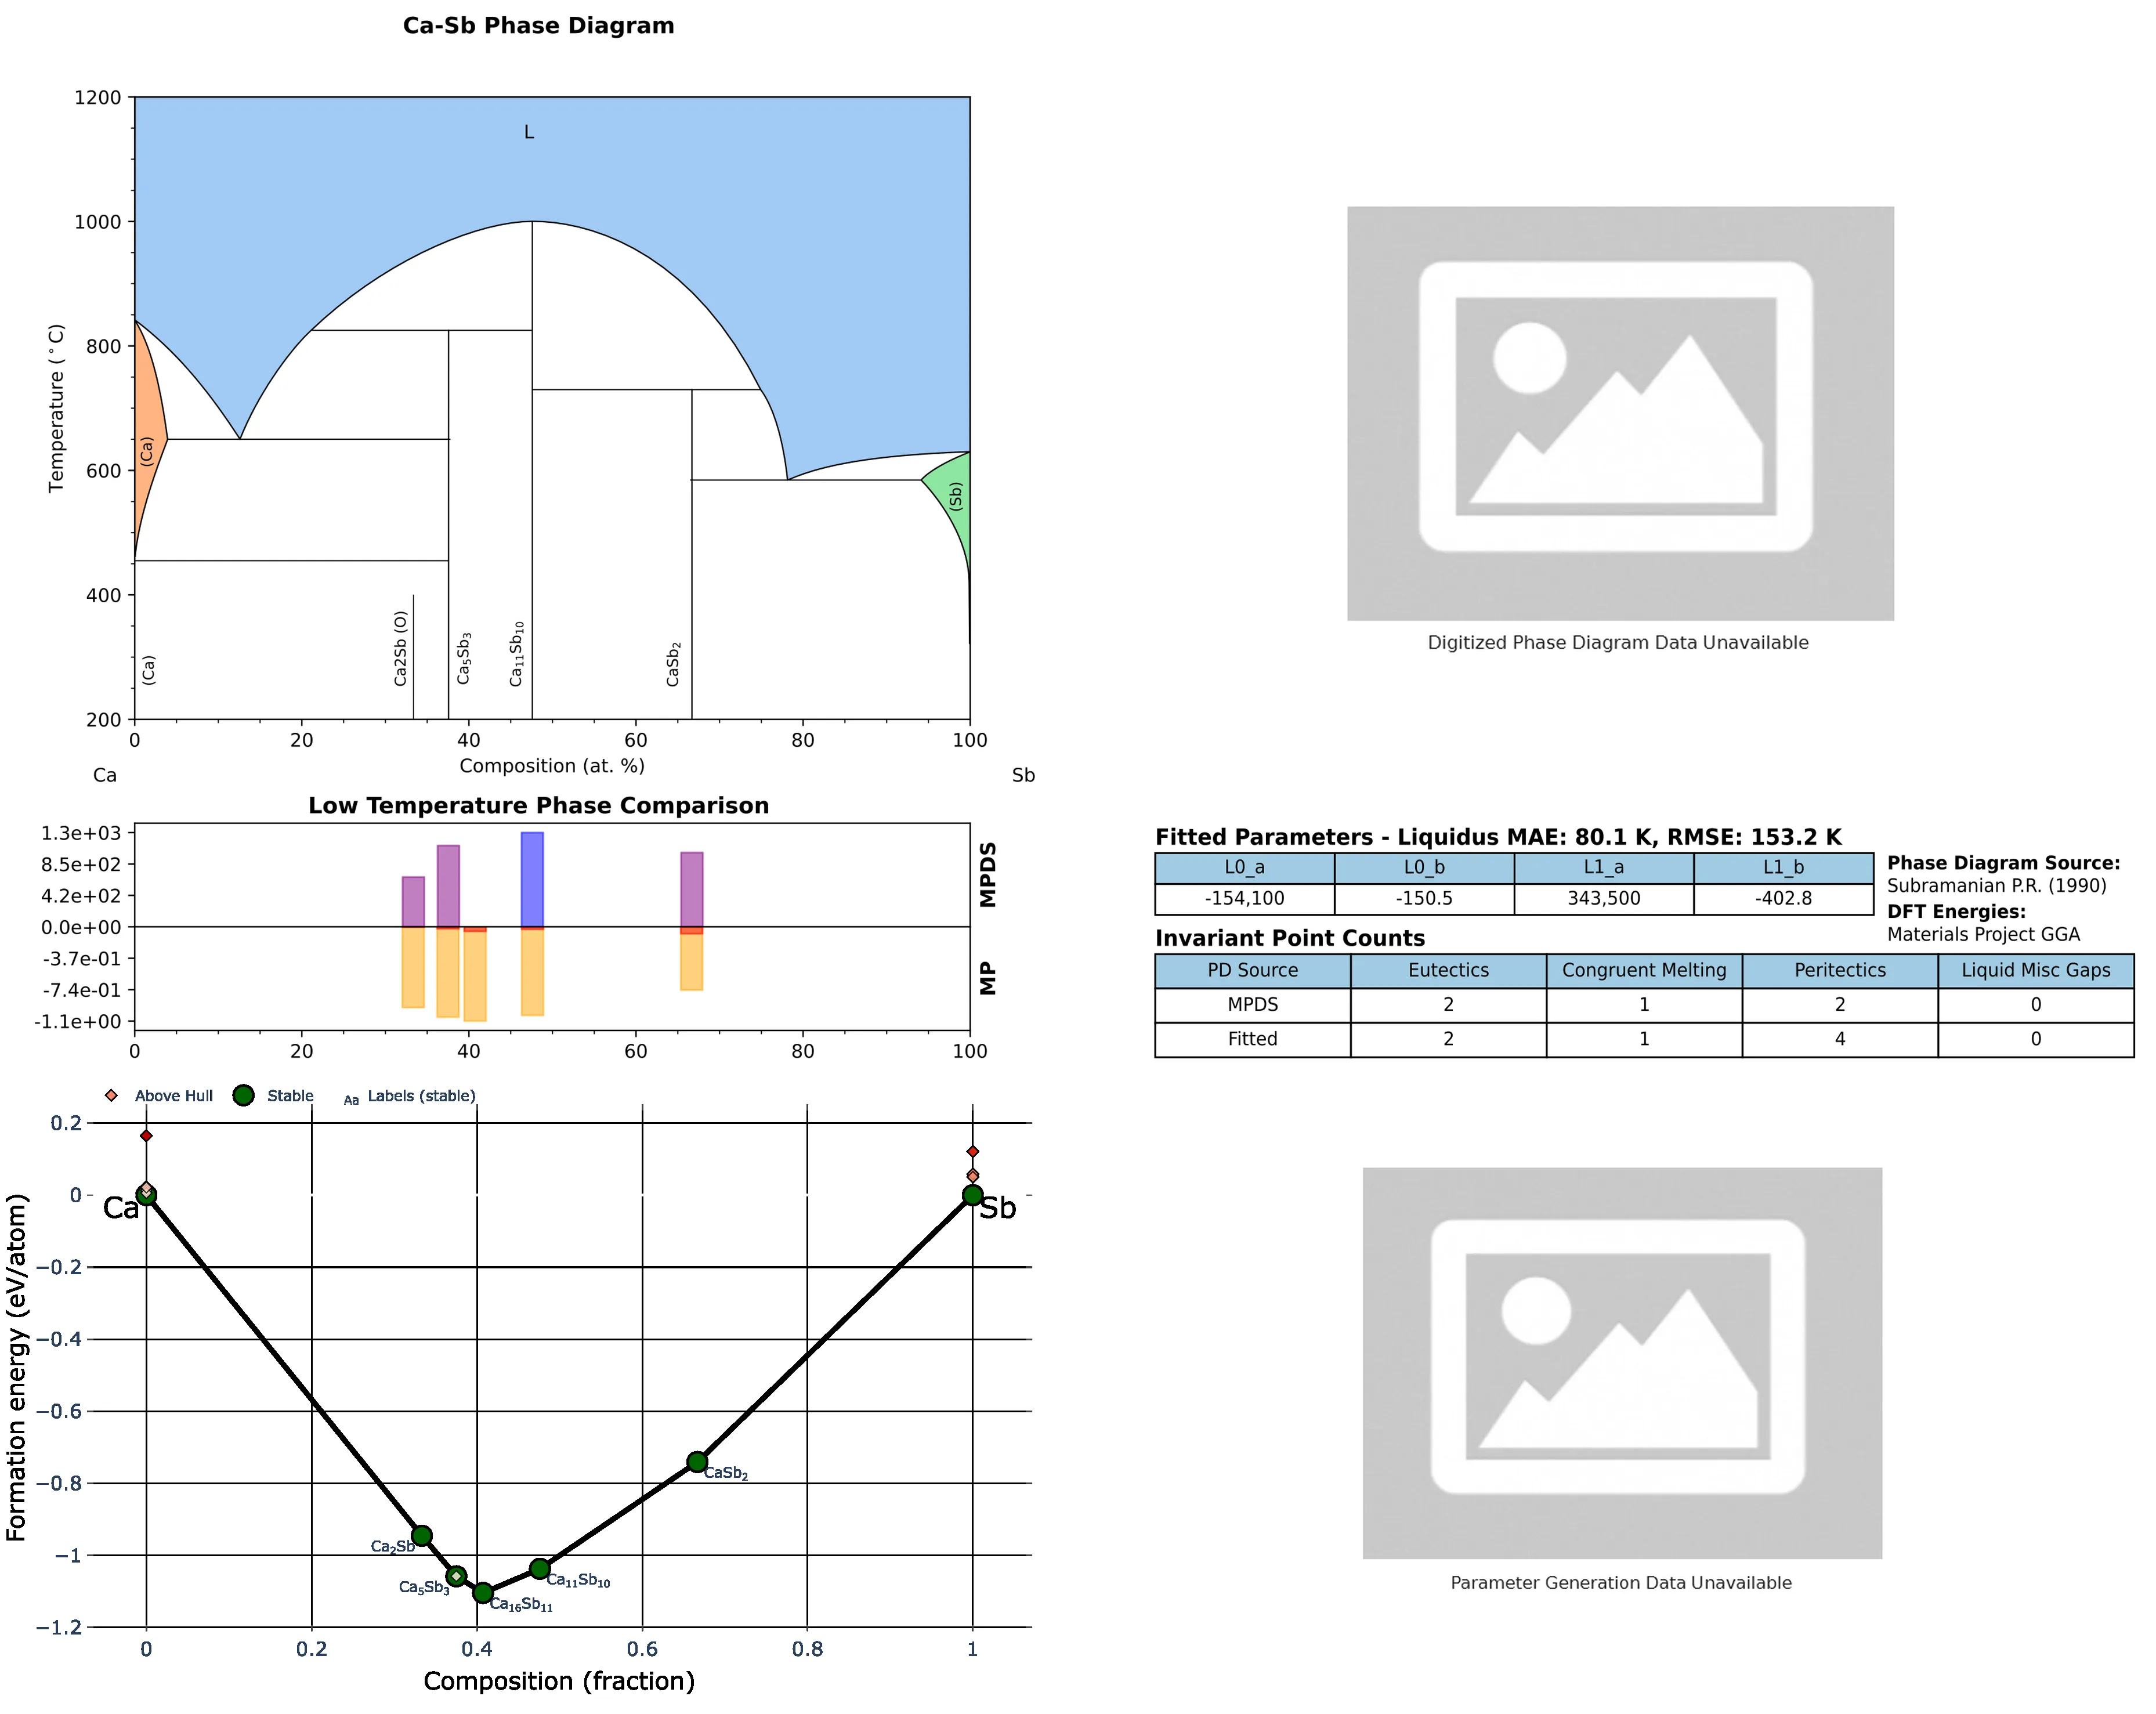 Ca-Sb Phase Diagram
1200
1000
800
600
400
200
Temperature (°C)
L
(Ca)
(Sb)
(Ca)
Ca2Sb (O)
Ca₅Sb₃
Ca₁₁Sb₁₀
CaSb₂
0 20 40 60 80 100
Composition (at. %)
Ca Sb
Digitized Phase Diagram Data Unavailable
Low Temperature Phase Comparison
1.3e+03
8.5e+02
4.2e+02
0.0e+00
-3.7e-01
-7.4e-01
-1.1e+00
MPDS
MP
0 20 40 60 80 100
Fitted Parameters - Liquidus MAE: 80.1 K, RMSE: 153.2 K
L0_a L0_b L1_a L1_b
-154,100 -150.5 343,500 -402.8
Phase Diagram Source:
Subramanian P.R. (1990)
DFT Energies:
Materials Project GGA
Invariant Point Counts
PD Source Eutectics Congruent Melting Peritectics Liquid Misc Gaps
MPDS 2 1 2 0
Fitted 2 1 4 0
Above Hull Stable Aa Labels (stable)
0.2
0
−0.2
−0.4
−0.6
−0.8
−1
−1.2
Formation energy (eV/atom)
Ca
Sb
CaSb₂
Ca₂Sb
Ca₅Sb₃
Ca₁₁Sb₁₀
Ca₁₆Sb₁₁
0 0.2 0.4 0.6 0.8 1
Composition (fraction)
Parameter Generation Data Unavailable